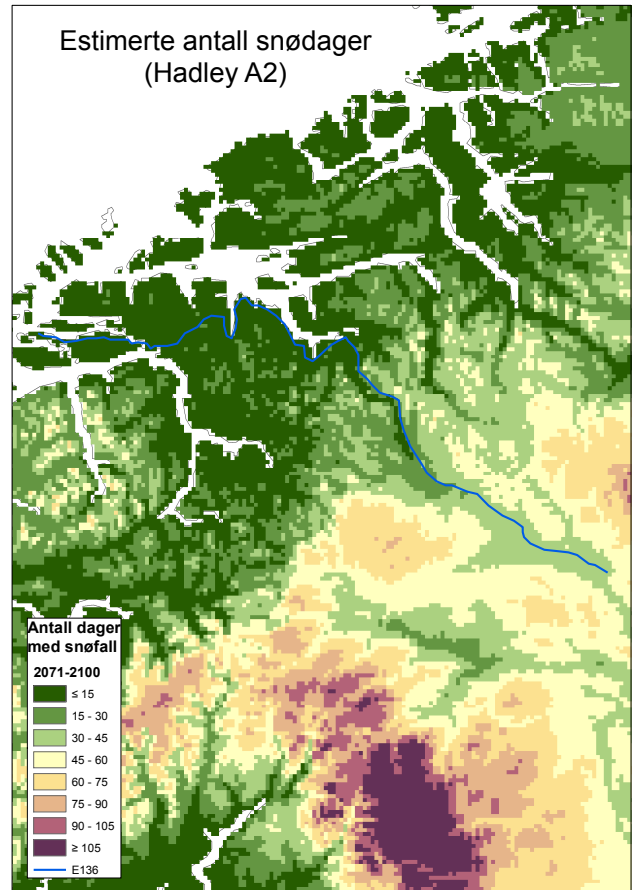 Estimerte antall snødager
(Hadley A2)
Antall dager
med snøfall
2071-2100
≤ 15
15 - 30
30 - 45
45 - 60
60 - 75
75 - 90
90 - 105
≥ 105
E136